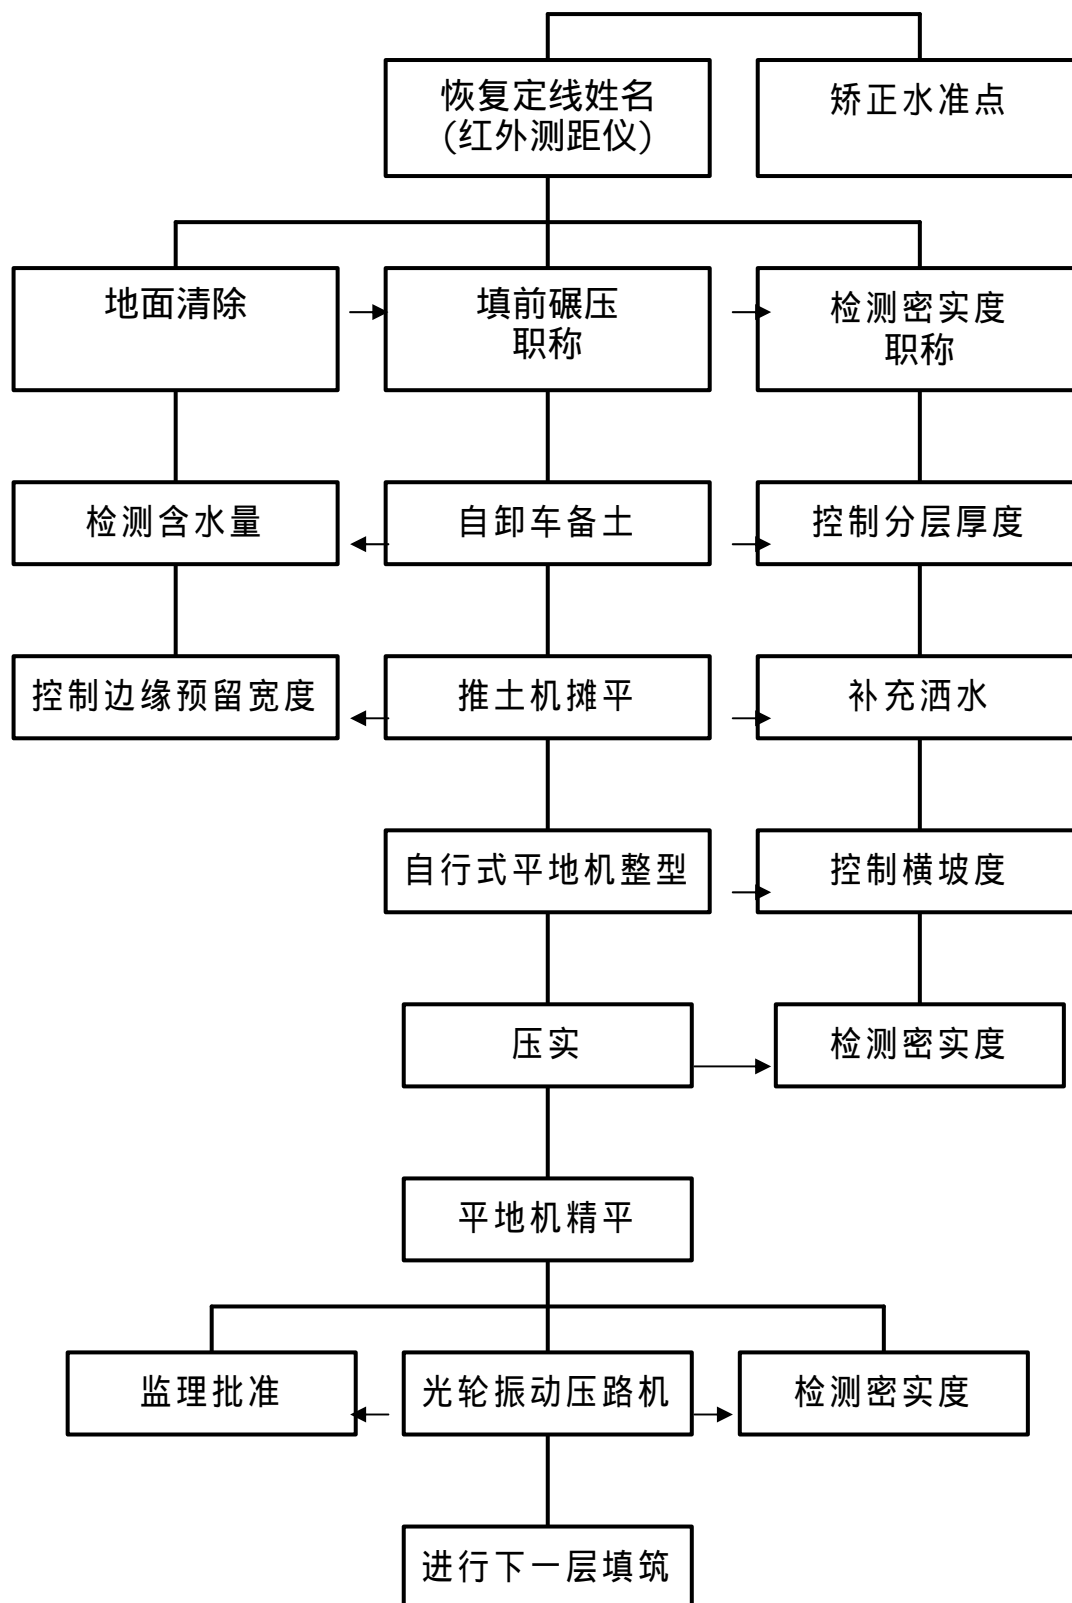 恢复定线姓名
(红外测距仪)
矫正水准点
地面清除
填前碾压
职称
检测密实度
职称
检测含水量
自卸车备土
控制分层厚度
控制边缘预留宽度
推土机摊平
补充洒水
自行式平地机整型
控制横坡度
压实
检测密实度
平地机精平
监理批准
光轮振动压路机
检测密实度
进行下一层填筑